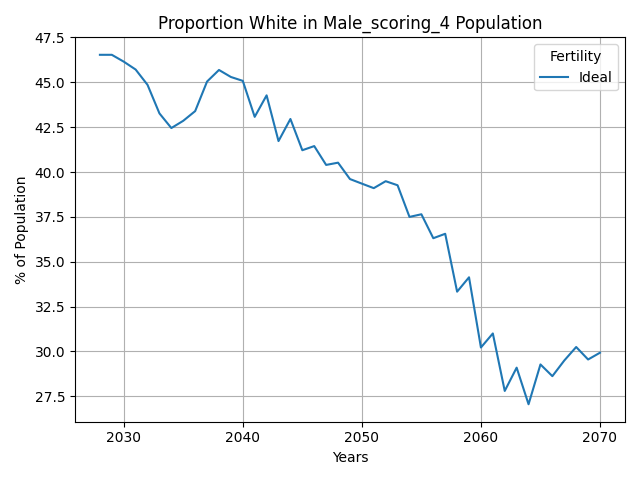 Proportion White in Male_scoring_4 Population
47.5
45.0
42.5
40.0
37.5
35.0
32.5
30.0
27.5
% of Population
Fertility
Ideal
2030 2040 2050 2060 2070
Years